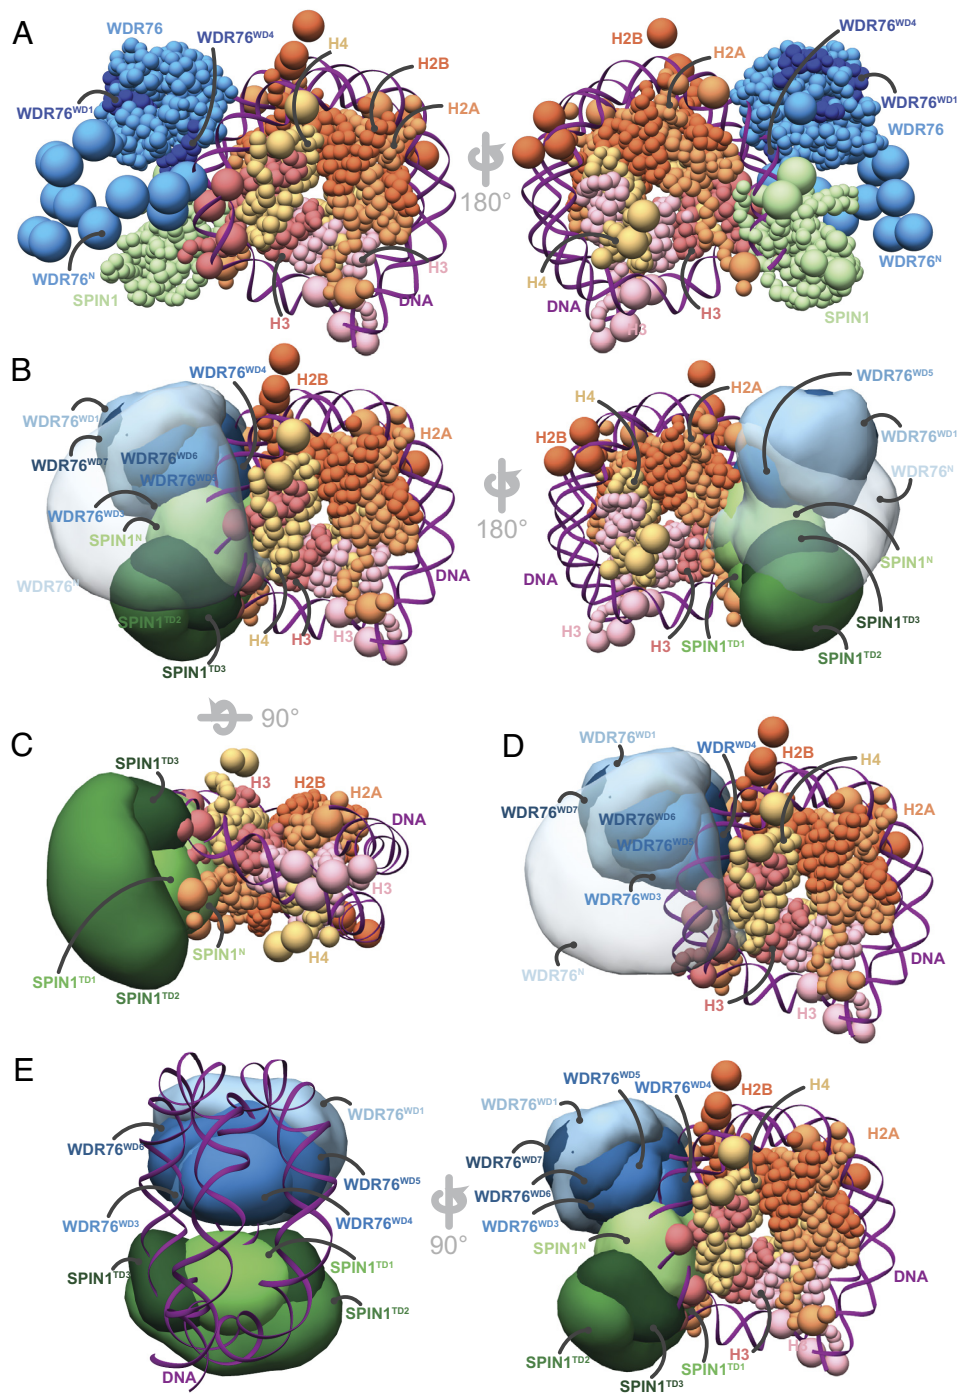 A
WDR76
WDR76WD4
H4
H2B
H2A
WDR76WD1
WDR76N
SPIN1
H3
H3
DNA
180°
H2B
H2A
WDR76WD4
WDR76WD1
WDR76
WDR76N
SPIN1
H4
DNA
H3
H3
B
WDR76WD4
H2B
H2A
WDR76WD1
WDR76WD7
WDR76WD6
WDR76WD5
WDR76WD3
SPIN1N
WDR76N
SPIN1TD2
SPIN1TD3
H4
H3
H3
DNA
180°
H4
H2A
H2B
WDR76WD5
WDR76WD1
WDR76N
SPIN1N
DNA
H3
H3
SPIN1TD1
SPIN1TD3
SPIN1TD2
90°
C
SPIN1TD3
H3
H2B
H2A
DNA
H3
SPIN1N
H4
SPIN1TD1
SPIN1TD2
D
WDR76WD1
WDRWD4
H2B
H4
H2A
WDR76WD7
WDR76WD6
WDR76WD5
WDR76WD3
WDR76N
H3
H3
DNA
E
WDR76WD1
WDR76WD6
WDR76WD5
WDR76WD3
WDR76WD4
SPIN1TD3
SPIN1TD1
SPIN1TD2
DNA
90°
WDR76WD5
WDR76WD4
H2B
H4
WDR76WD1
H2A
WDR76WD7
WDR76WD6
WDR76WD3
SPIN1N
DNA
SPIN1TD2
SPIN1TD3
SPIN1TD1
H3
H3